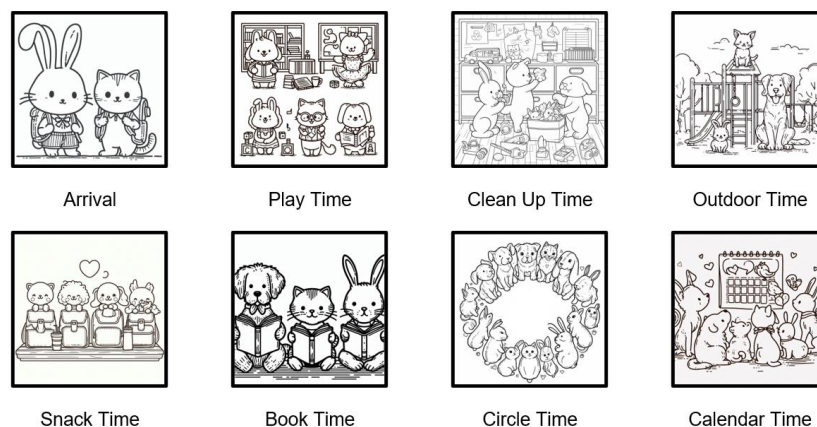 Arrival
Play Time
Clean Up Time
Outdoor Time
Snack Time
Book Time
Circle Time
Calendar Time